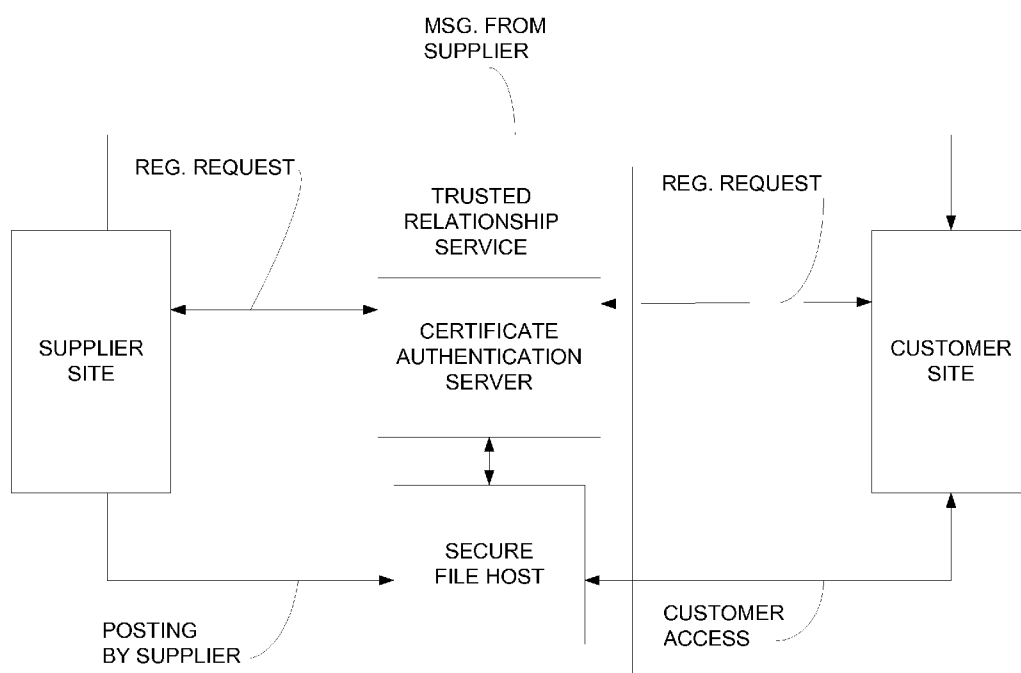 MSG. FROM
SUPPLIER
REG. REQUEST
REG. REQUEST
TRUSTED
RELATIONSHIP
SERVICE
SUPPLIER
SITE
CERTIFICATE
AUTHENTICATION
SERVER
CUSTOMER
SITE
SECURE
FILE HOST
POSTING
BY SUPPLIER
CUSTOMER
ACCESS